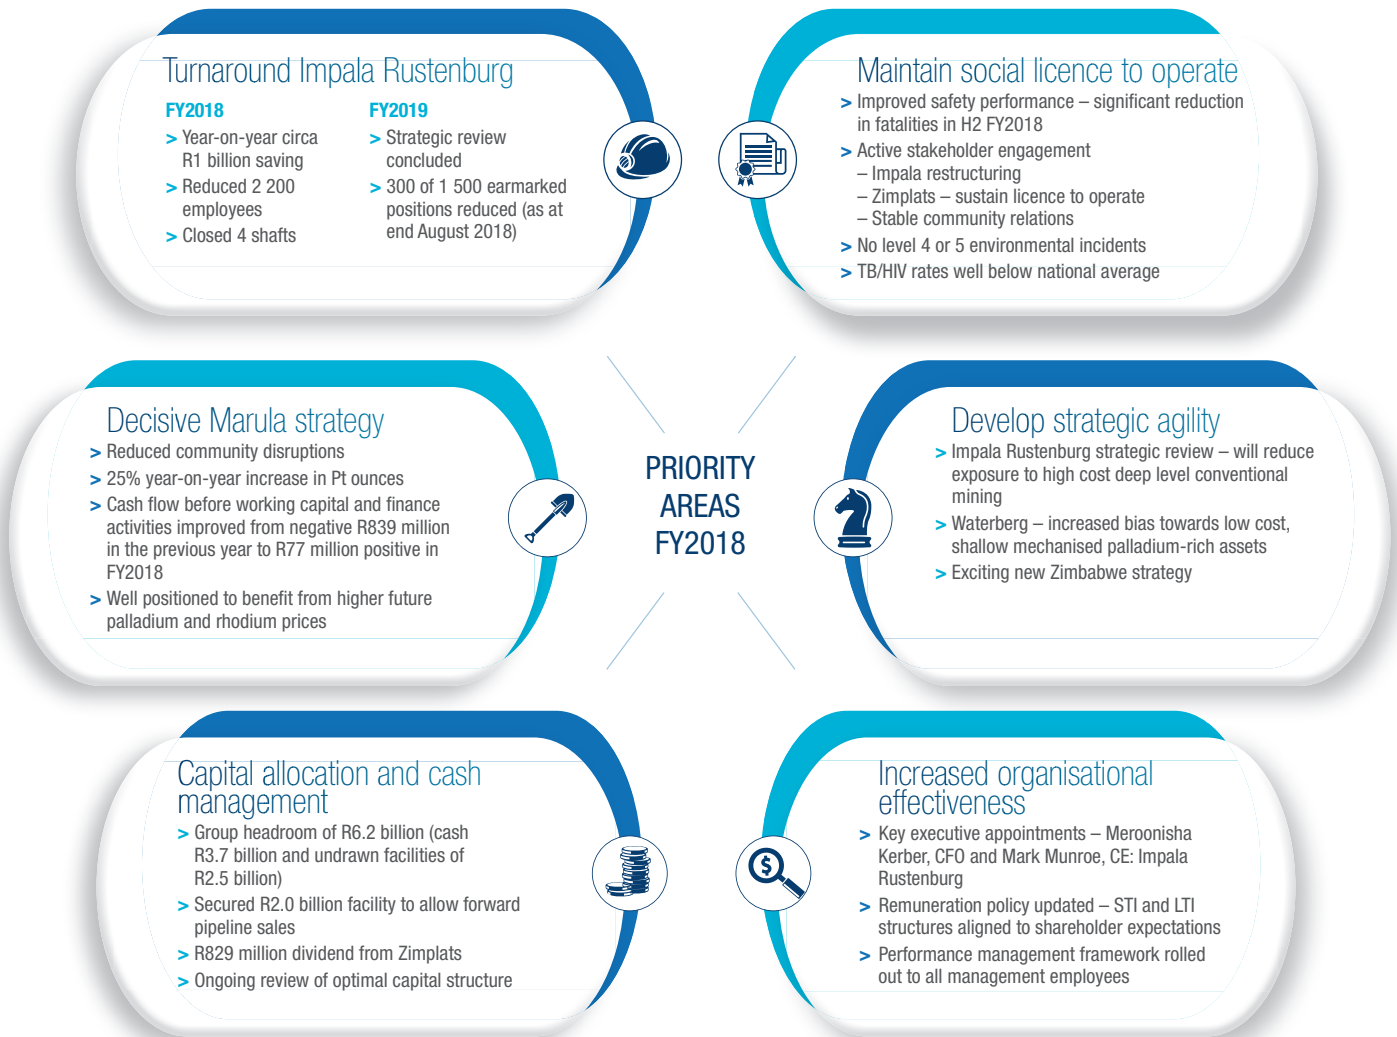 Turnaround Impala Rustenburg
FY2018
> Year-on-year circa
R1 billion saving
> Reduced 2 200
employees
> Closed 4 shafts
FY2019
> Strategic review
concluded
> 300 of 1 500 earmarked
positions reduced (as at
end August 2018)
Maintain social licence to operate
> Improved safety performance – significant reduction
in fatalities in H2 FY2018
> Active stakeholder engagement
– Impala restructuring
– Zimplats – sustain licence to operate
– Stable community relations
> No level 4 or 5 environmental incidents
> TB/HIV rates well below national average
Decisive Marula strategy
> Reduced community disruptions
> 25% year-on-year increase in Pt ounces
> Cash flow before working capital and finance
activities improved from negative R839 million
in the previous year to R77 million positive in
FY2018
> Well positioned to benefit from higher future
palladium and rhodium prices
PRIORITY
AREAS
FY2018
Develop strategic agility
> Impala Rustenburg strategic review – will reduce
exposure to high cost deep level conventional
mining
> Waterberg – increased bias towards low cost,
shallow mechanised palladium-rich assets
> Exciting new Zimbabwe strategy
Capital allocation and cash
management
> Group headroom of R6.2 billion (cash
R3.7 billion and undrawn facilities of
R2.5 billion)
> Secured R2.0 billion facility to allow forward
pipeline sales
> R829 million dividend from Zimplats
> Ongoing review of optimal capital structure
$
Increased organisational
effectiveness
> Key executive appointments – Meroonisha
Kerber, CFO and Mark Munroe, CE: Impala
Rustenburg
> Remuneration policy updated – STI and LTI
structures aligned to shareholder expectations
> Performance management framework rolled
out to all management employees